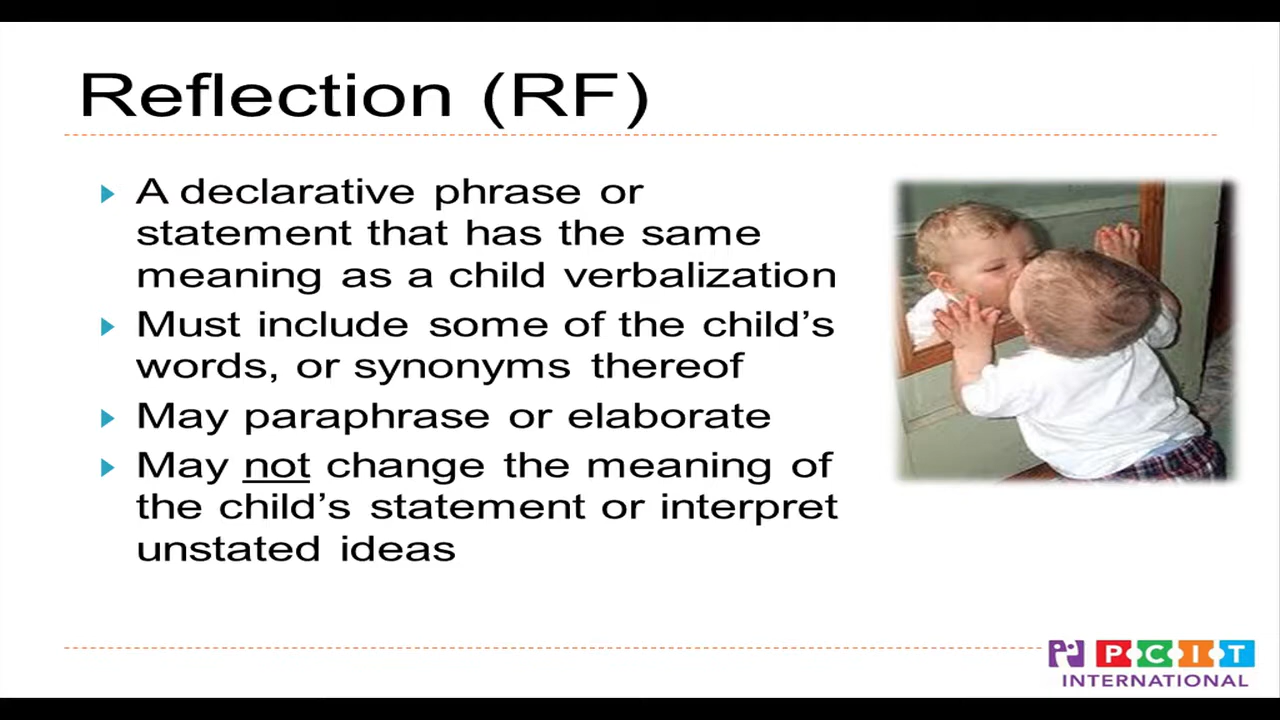 Reflection (RF)
A declarative phrase or
statement that has the same
meaning as a child verbalization
Must include some of the child’s
words, or synonyms thereof
May paraphrase or elaborate
May not change the meaning of
the child’s statement or interpret
unstated ideas
PCIT
INTERNATIONAL